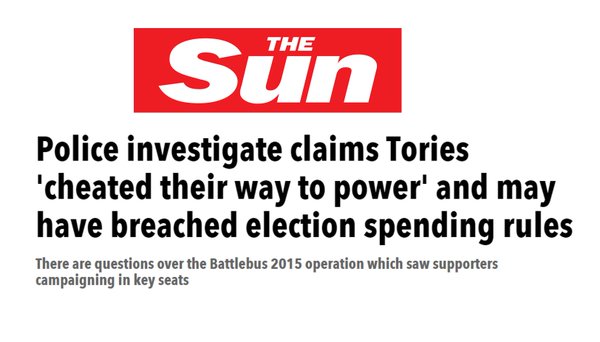 THE
Sun
Police investigate claims Tories
'cheated their way to power' and may
have breached election spending rules
There are questions over the Battlebus 2015 operation which saw supporters
campaigning in key seats